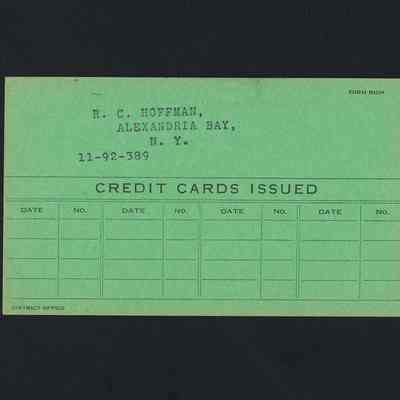 R. C. HOFFMAN,
ALEXANDRIA BAY,
N. Y.
11-92-389
CREDIT CARDS ISSUED
DATE NO. DATE NO. DATE NO. DATE NO.
DISTRICT OFFICE